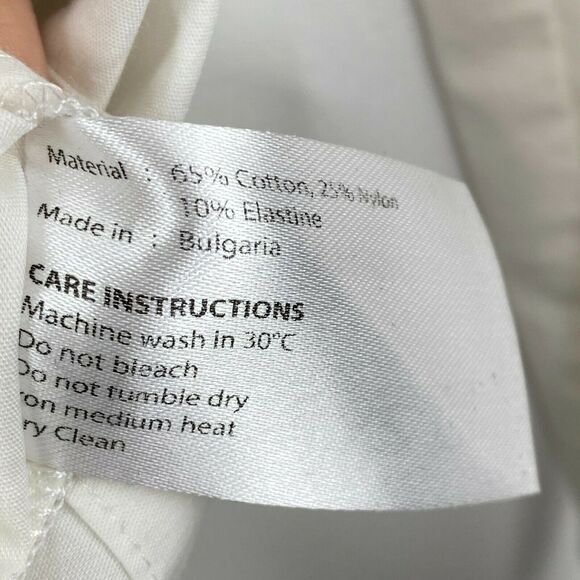 Material : 65% Cotton, 25% Nylon
10% Elastine
Made in : Bulgaria
CARE INSTRUCTIONS
Machine wash in 30°C
Do not bleach
Do not tumble dry
ron medium heat
ry Clean